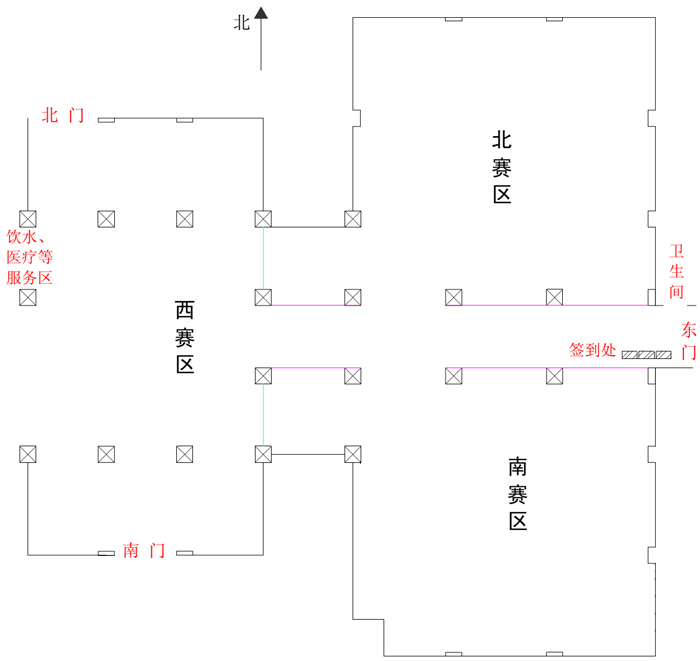 北
北 门
北
赛
区
饮水、
医疗等
服务区
卫
生
间
西
赛
区
东
门
签到处
南
赛
区
南 门